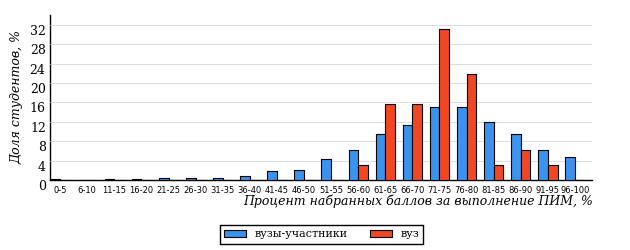 Доля студентов, %
32
28
24
20
16
12
8
4
0
0-5 6-10 11-15 16-20 21-25 26-30 31-35 36-40 41-45 46-50 51-55 56-60 61-65 66-70 71-75 76-80 81-85 86-90 91-95 96-100
Процент набранных баллов за выполнение ПИМ, %
вузы-участники вуз